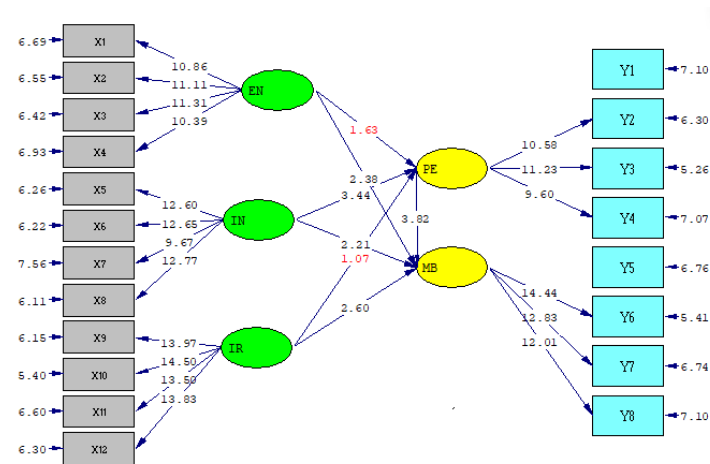 6.69 X1
6.55 X2
6.42 X3
6.93 X4
6.26 X5
6.22 X6
7.56 X7
6.11 X8
6.15 X9
5.40 X10
6.60 X11
6.30 X12
10.86
11.11
11.31
10.39
12.60
12.65
9.67
12.77
13.97
14.50
13.50
13.83
EN
IN
IR
1.63
2.38
3.44
2.21
1.07
2.60
3.82
PE
MB
10.58
11.23
9.60
14.44
12.83
12.01
Y1 7.10
Y2 6.30
Y3 5.26
Y4 7.07
Y5 6.76
Y6 5.41
Y7 6.74
Y8 7.10